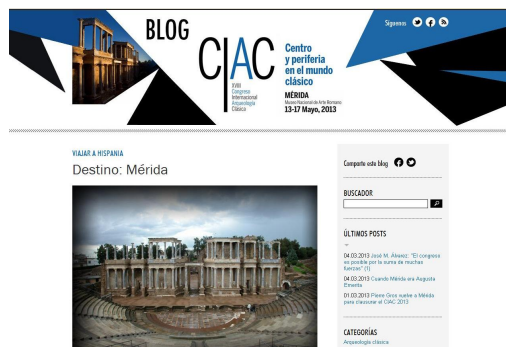 BLOG
Síguenos
CIAC
XVIII
Congreso
Internacional
Arqueología
Clásica
Centro
y periferia
en el mundo
clásico
MÉRIDA
Museo Nacional de Arte Romano
13-17 Mayo, 2013
VIAJAR A HISPANIA
Destino: Mérida
Comparte este blog
BUSCADOR
ÚLTIMOS POSTS
04.03.2013 José M. Álvarez: "El congreso
es posible por la suma de muchas
fuerzas" (1)
04.03.2013 Cuando Mérida era Augusta
Emerita
01.03.2013 Pierre Gros vuelve a Mérida
para clausurar el CIAC 2013
CATEGORÍAS
Arqueología clásica